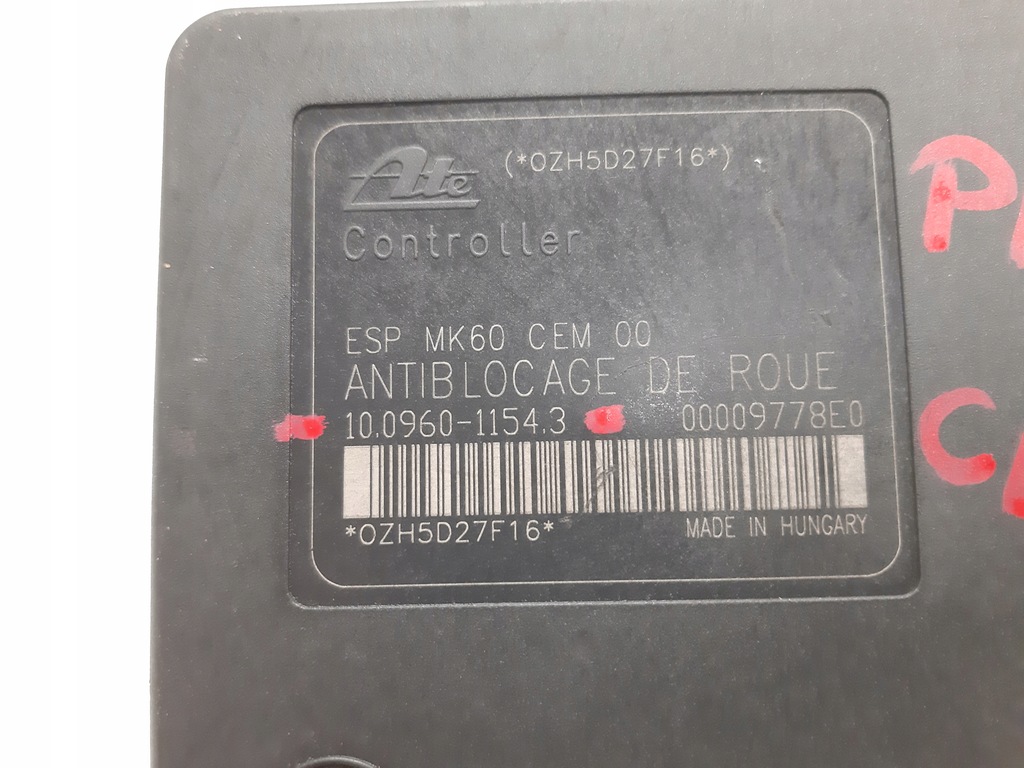 Ate (*OZH5D27F16*)
Controller
ESP MK60 CEM 00
ANTIBLOCAGE DE ROUE
10.0960-1154.3 00009778E0
*OZH5D27F16* MADE IN HUNGARY